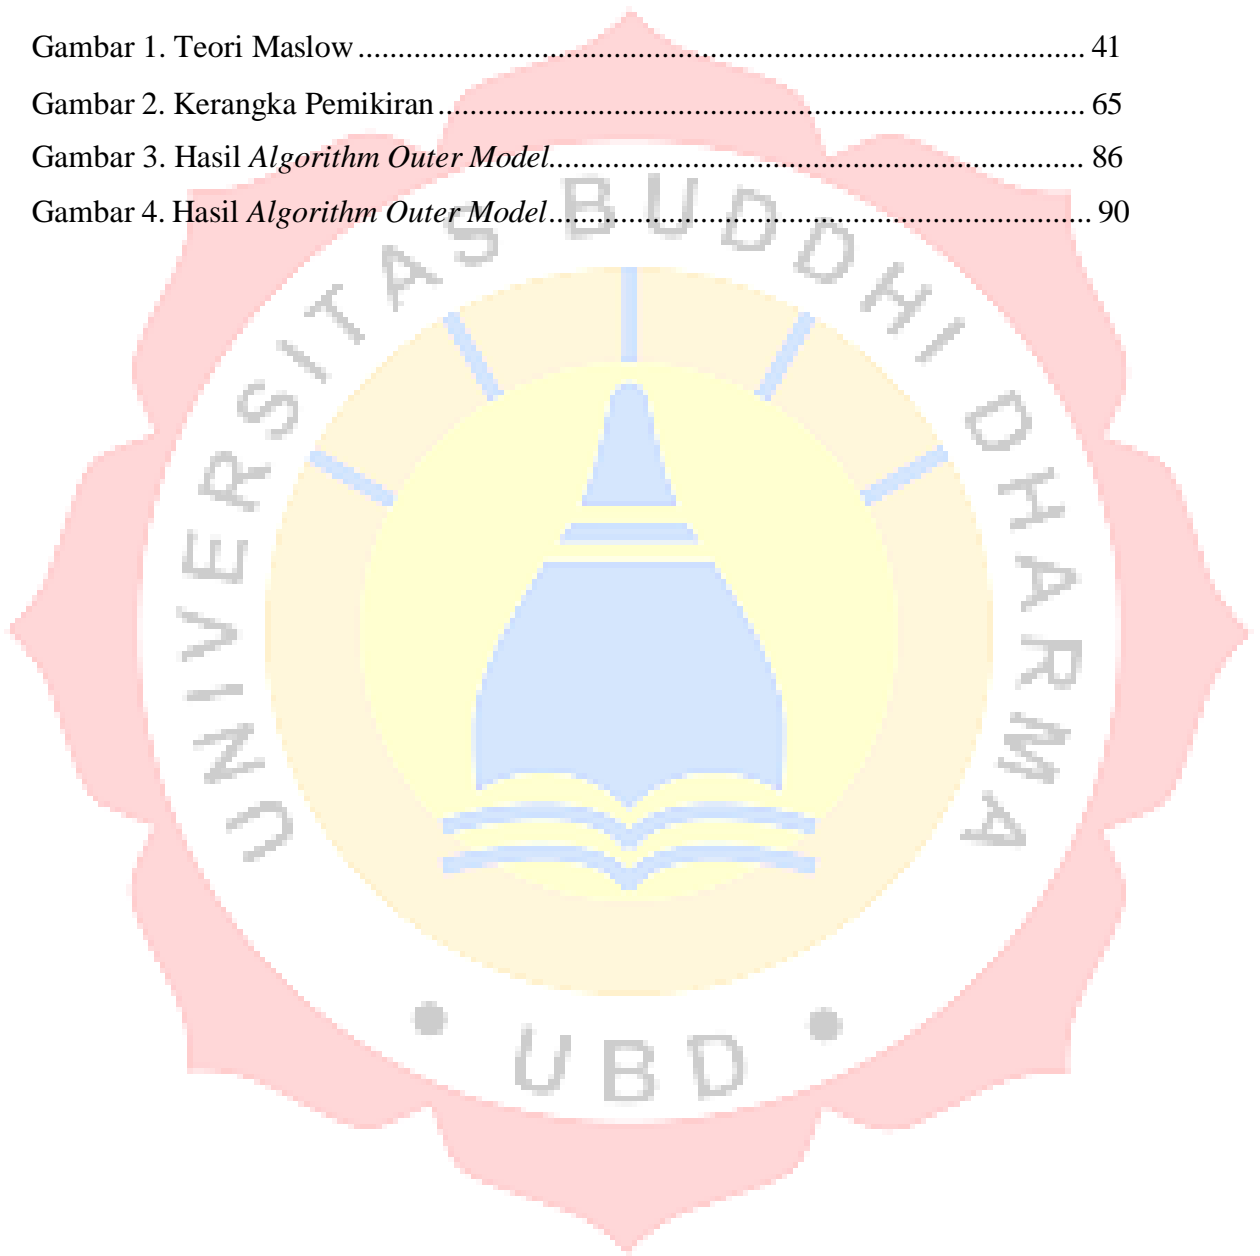 Gambar 1. Teori Maslow............................................................................................ 41
Gambar 2. Kerangka Pemikiran.................................................................................. 65
Gambar 3. Hasil Algorithm Outer Model.................................................................... 86
Gambar 4. Hasil Algorithm Outer Model..................................................................... 90
UNIVERSITAS BUDDHI DHARMA
• UBD •